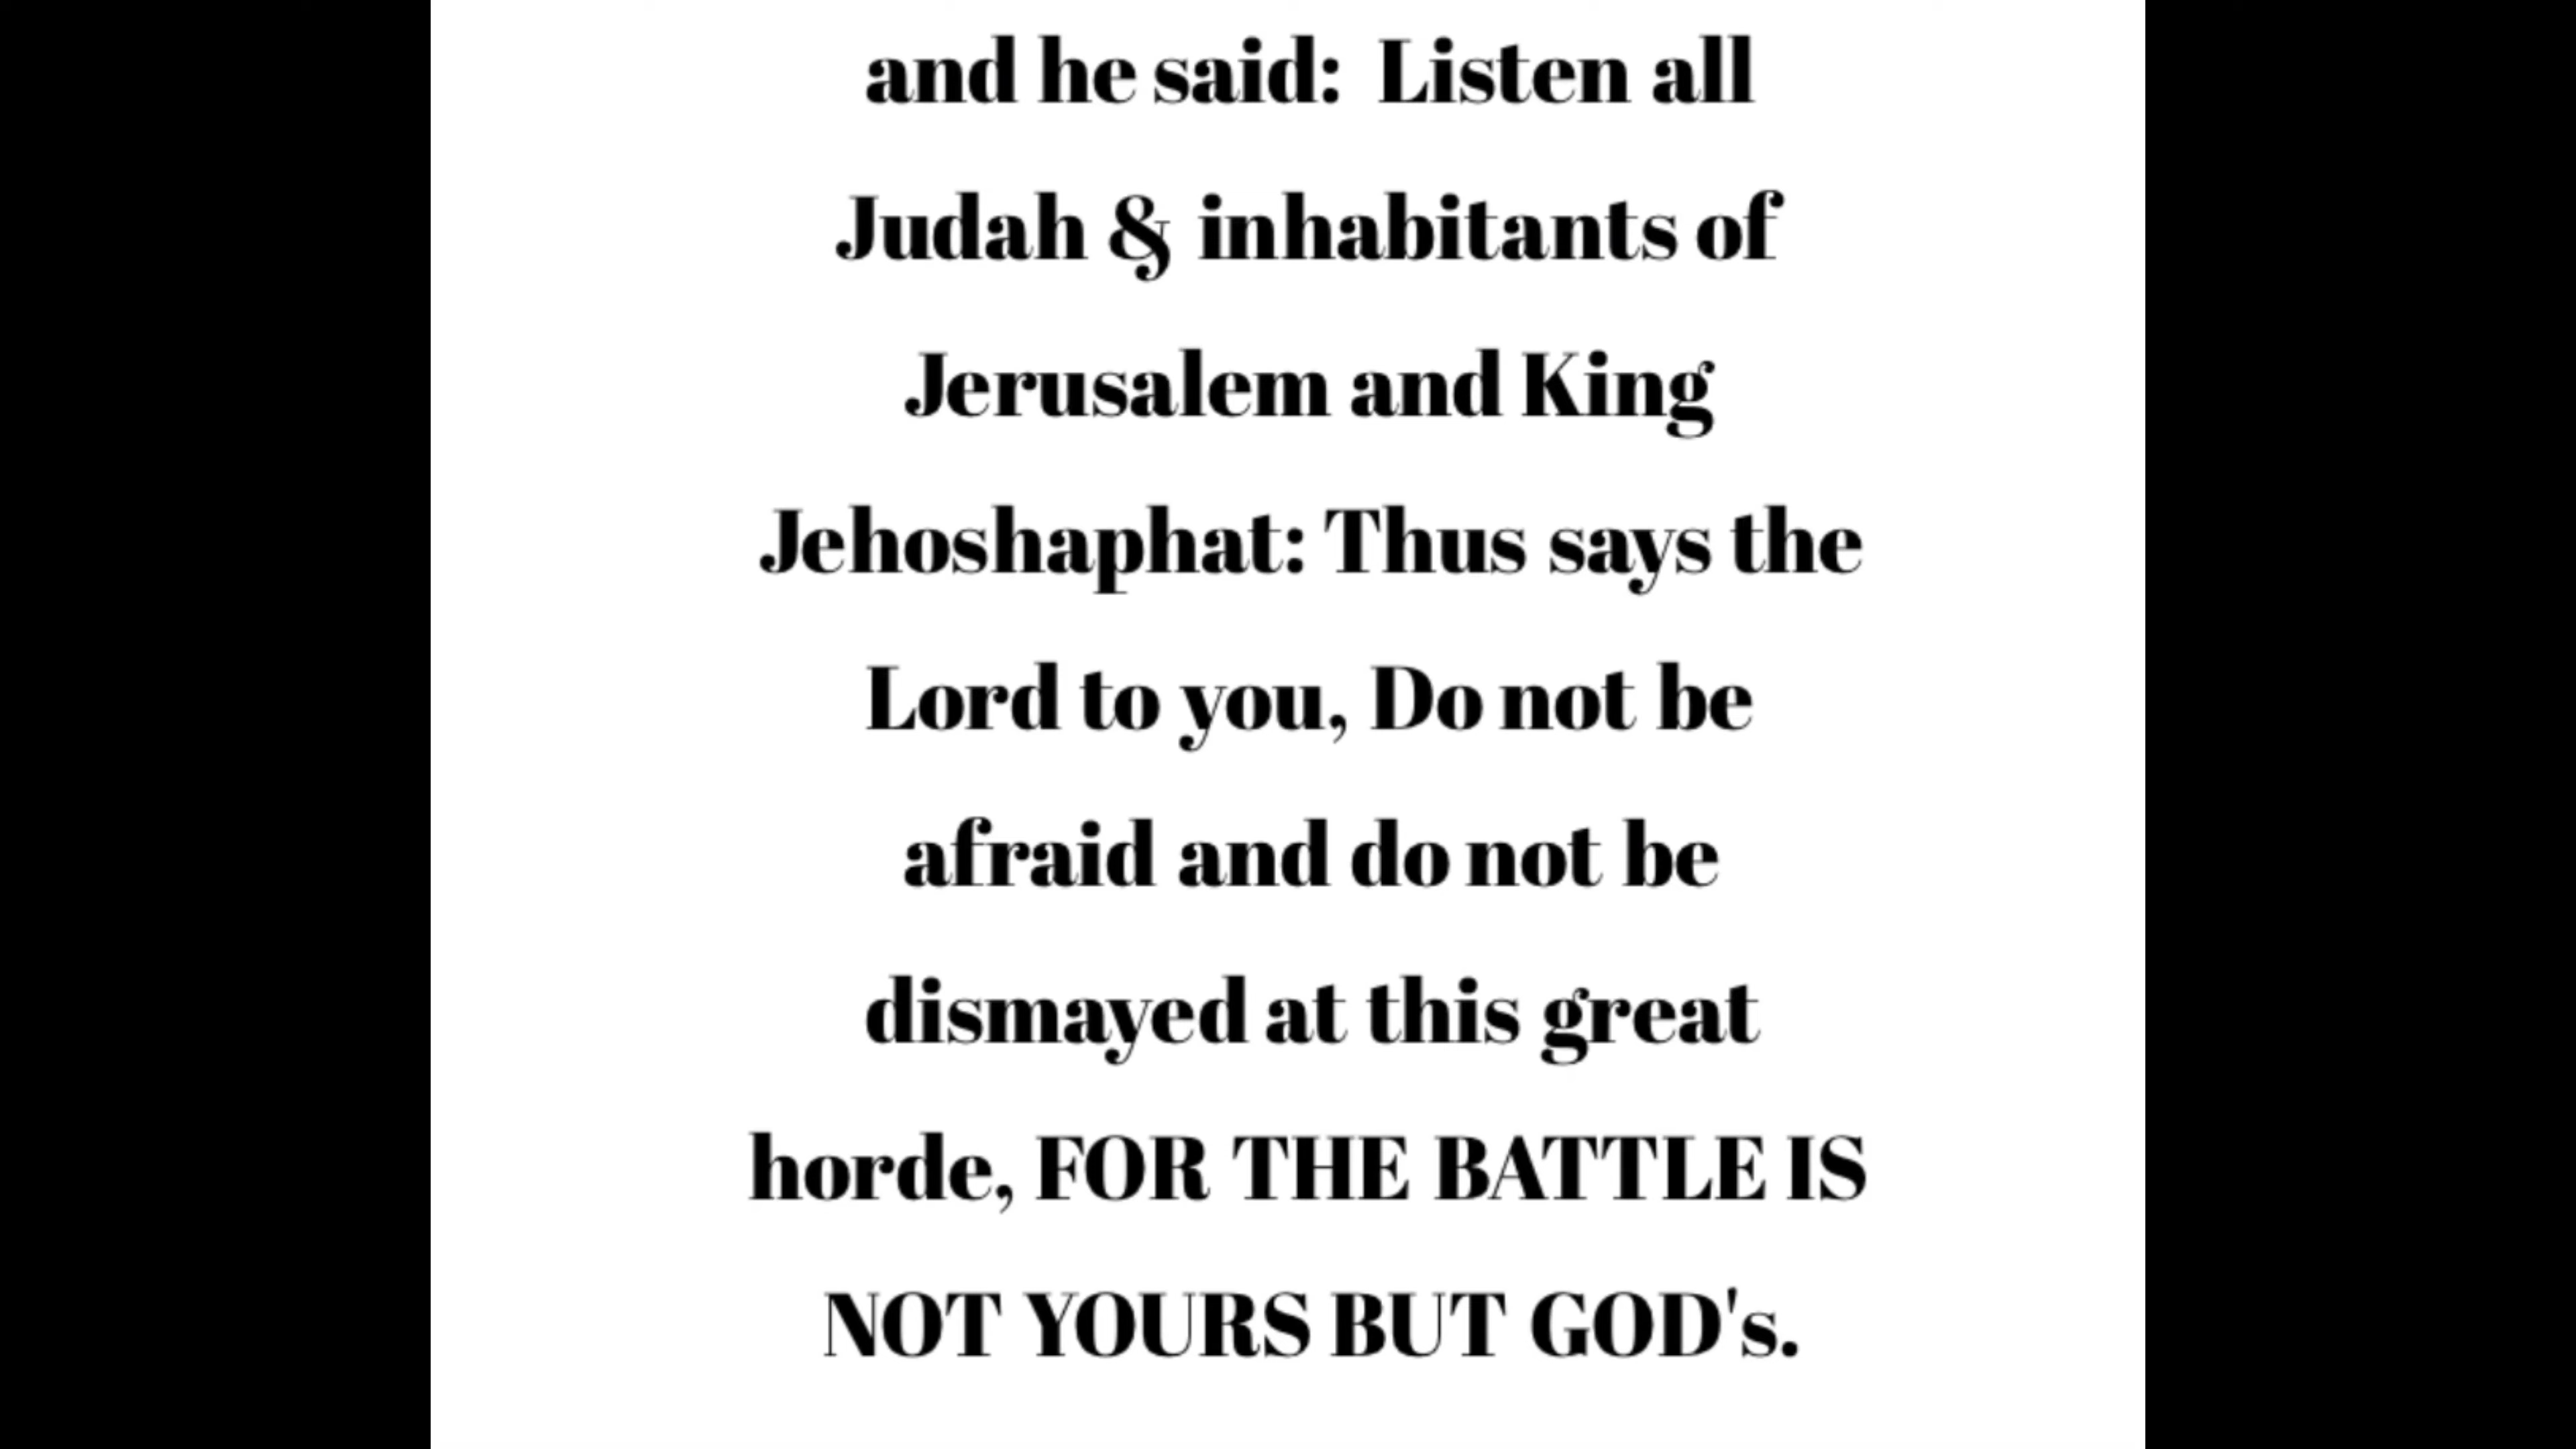 and he said:  Listen all
Judah & inhabitants of
Jerusalem and King
Jehoshaphat: Thus says the
Lord to you, Do not be
afraid and do not be
dismayed at this great
horde, FOR THE BATTLE IS
NOT YOURS BUT GOD's.